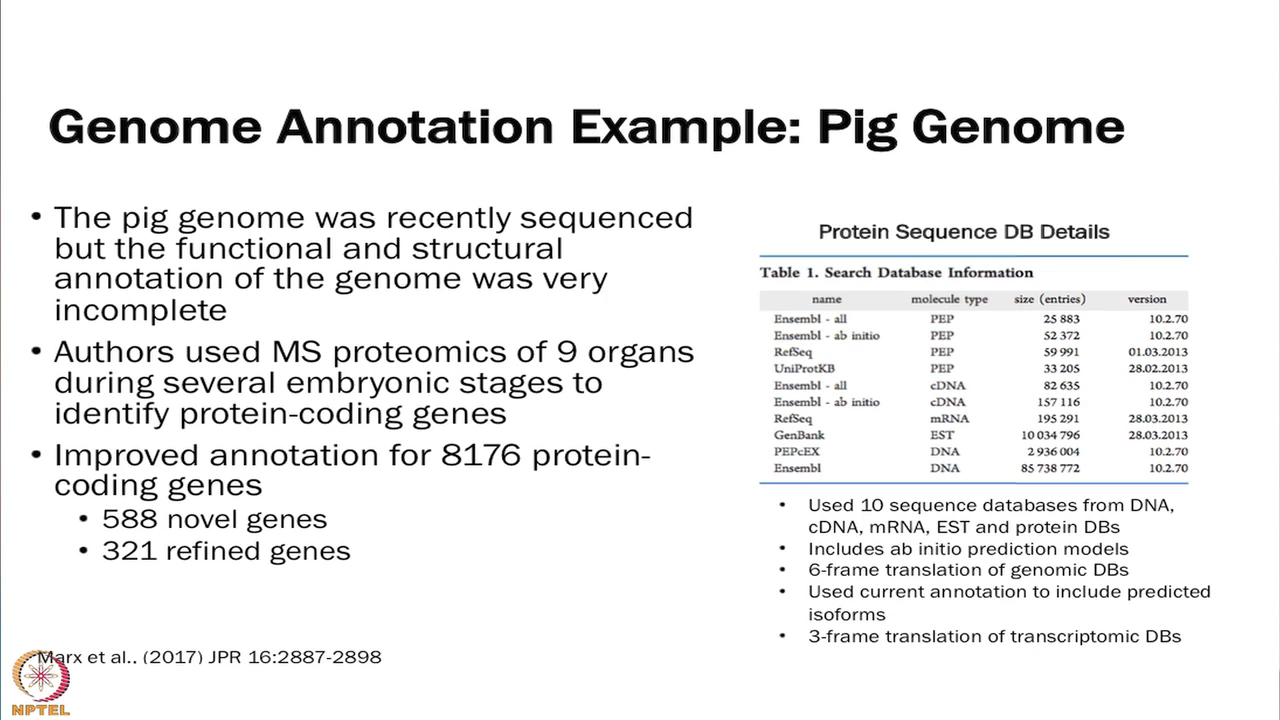 Genome Annotation Example: Pig Genome
• The pig genome was recently sequenced
but the functional and structural
annotation of the genome was very
incomplete
• Authors used MS proteomics of 9 organs
during several embryonic stages to
identify protein-coding genes
• Improved annotation for 8176 protein-
coding genes
• 588 novel genes
• 321 refined genes
Marx et al., (2017) JPR 16:2887-2898
NPTEL
Protein Sequence DB Details
Table 1. Search Database Information
name molecule type size (entries) version
Ensembl - all PEP 25 883 10.2.70
Ensembl - ab initio PEP 52 372 10.2.70
RefSeq PEP 59 991 01.03.2013
UniProtKB PEP 33 205 28.02.2013
Ensembl - all cDNA 82 635 10.2.70
Ensembl - ab initio cDNA 157 116 10.2.70
RefSeq mRNA 195 291 28.03.2013
GenBank EST 10 034 796 28.03.2013
PEPcEX DNA 2 936 004 10.2.70
Ensembl DNA 85 738 772 10.2.70
• Used 10 sequence databases from DNA,
cDNA, mRNA, EST and protein DBs
• Includes ab initio prediction models
• 6-frame translation of genomic DBs
• Used current annotation to include predicted
isoforms
• 3-frame translation of transcriptomic DBs